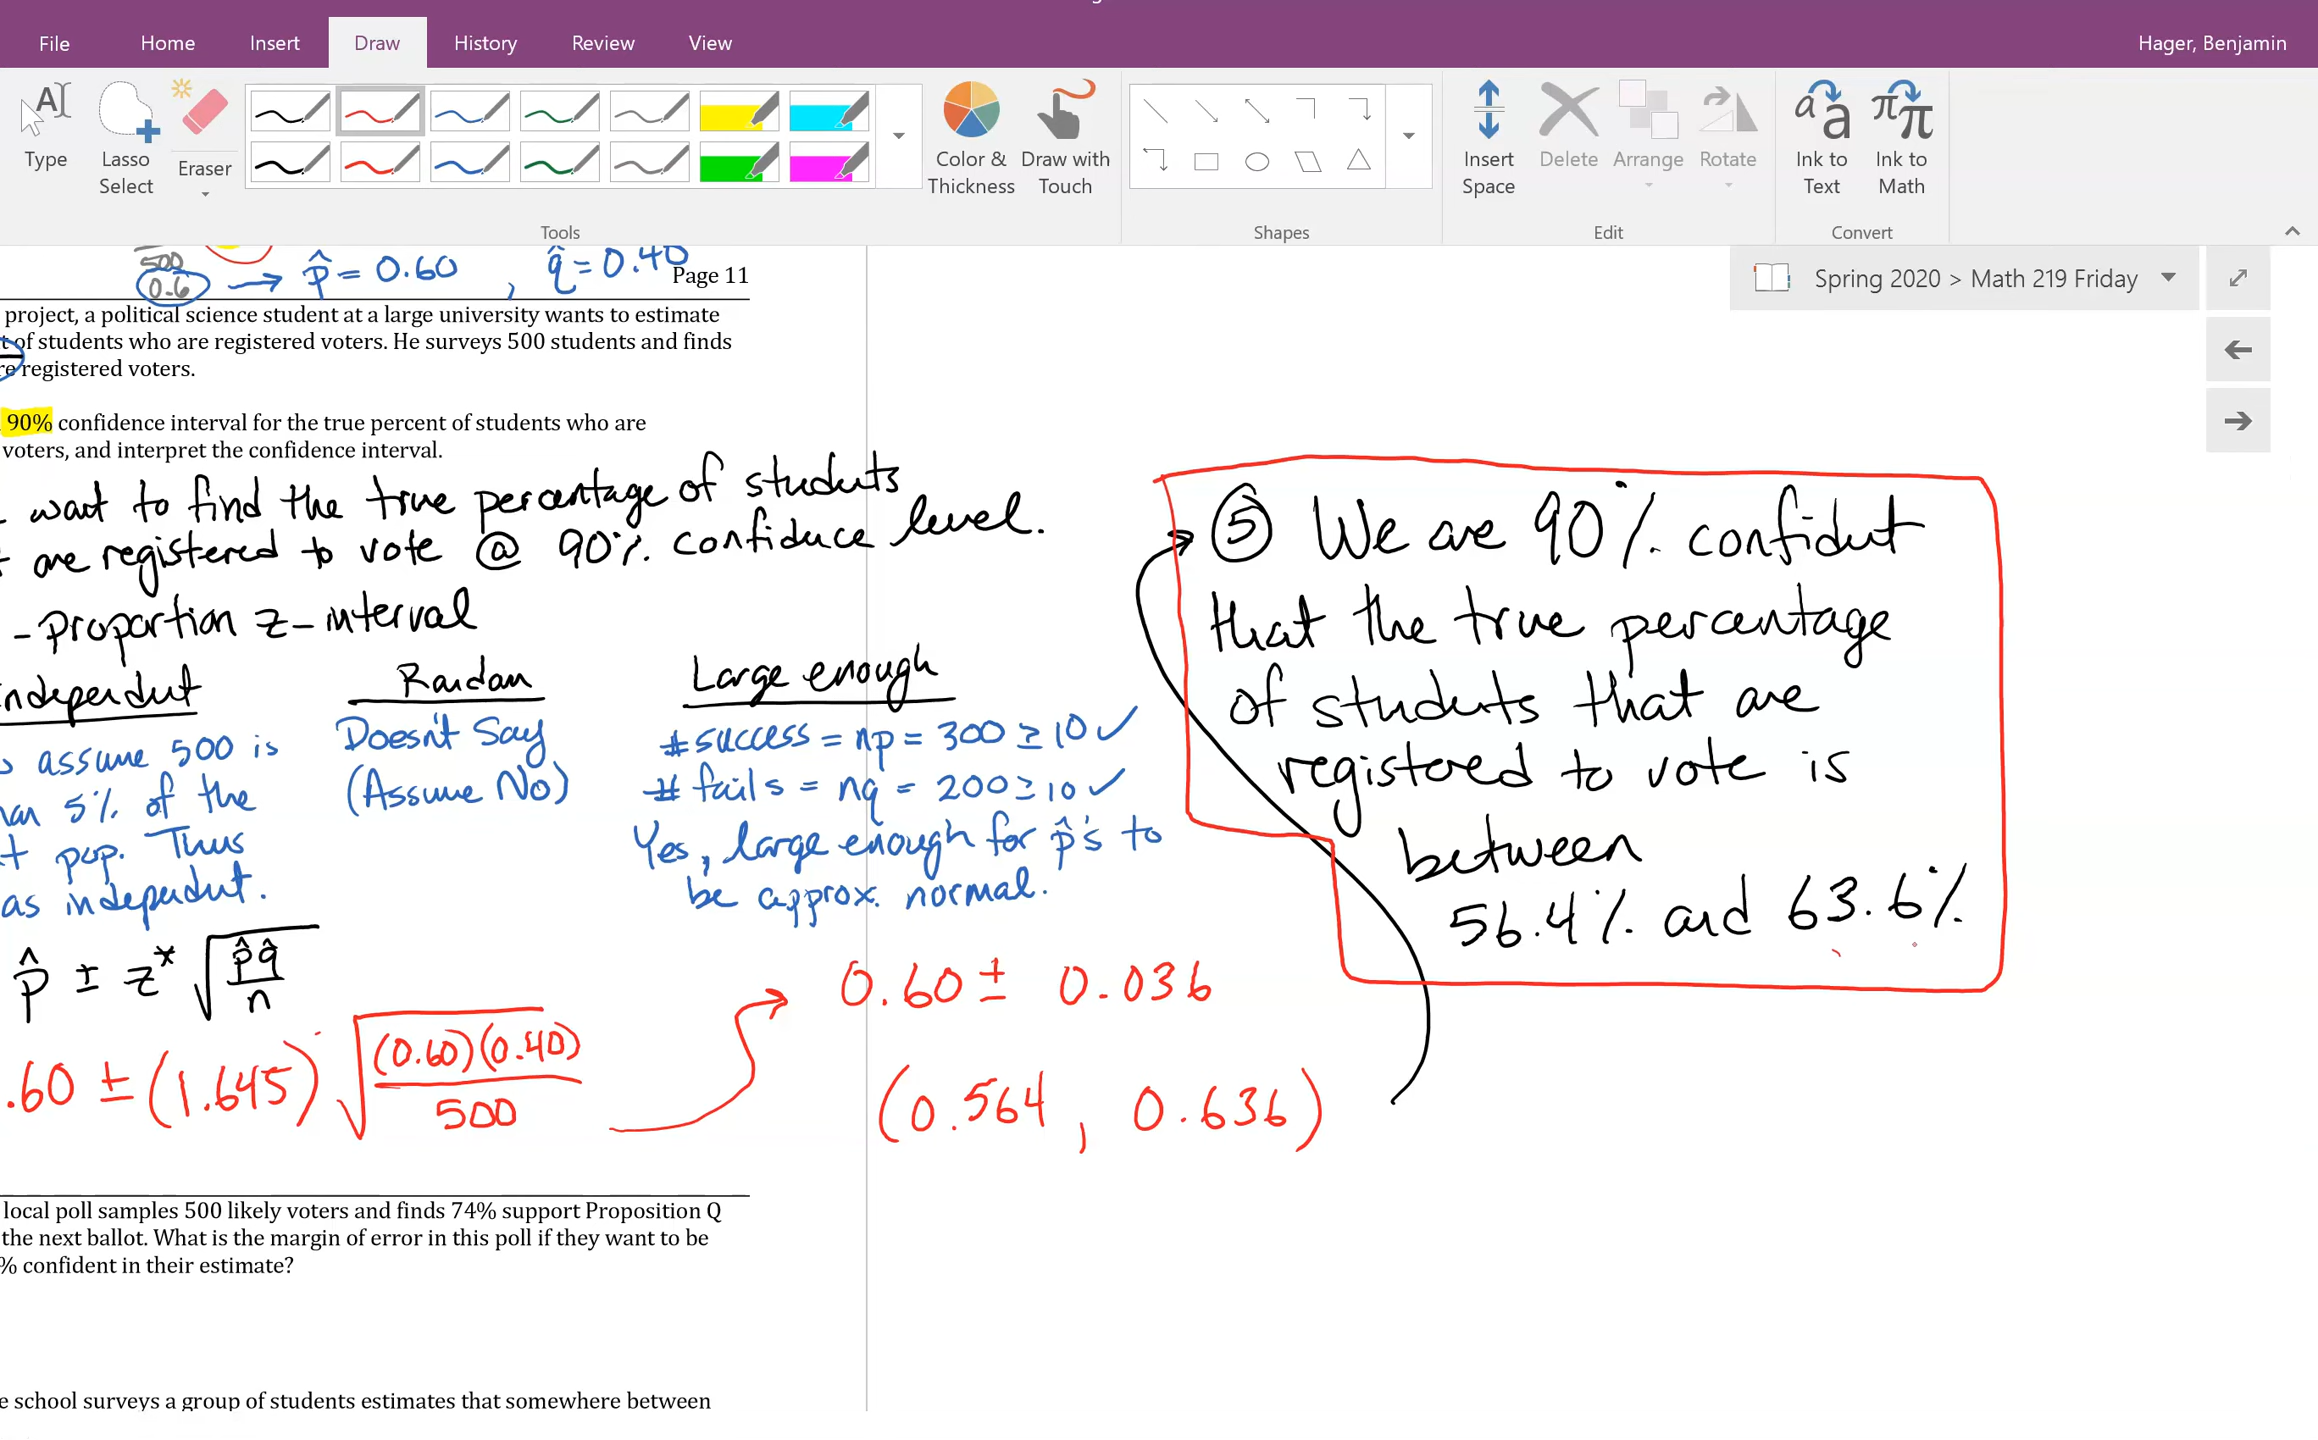 File Home Insert Draw History Review View Hager, Benjamin
Type Lasso Select Eraser Color & Thickness Draw with Touch Insert Space Delete Arrange Rotate Ink to Text Ink to Math
Tools Shapes Edit Convert
Spring 2020 > Math 219 Friday
500
0.6 → p̂ = 0.60 , q̂ = 0.40
Page 11
project, a political science student at a large university wants to estimate
of students who are registered voters. He surveys 500 students and finds
registered voters.
90% confidence interval for the true percent of students who are
voters, and interpret the confidence interval.
want to find the true percentage of students
are registered to vote @ 90% confidence level.
-proportion z-interval
independent
assume 500 is
5% of the
pop. Thus
as independent.
Random
Doesn't Say
(Assume No)
Large enough
# success = np = 300 ≥ 10 ✓
# fails = nq = 200 ≥ 10 ✓
Yes, large enough for p̂'s to
be approx. normal.
p̂ ± z* √(p̂q̂/n)
.60 ± (1.645) √((0.60)(0.40)/500)
0.60 ± 0.036
(0.564, 0.636)
⑤ We are 90% confident
that the true percentage
of students that are
registered to vote is
between
56.4% and 63.6%
local poll samples 500 likely voters and finds 74% support Proposition Q
the next ballot. What is the margin of error in this poll if they want to be
% confident in their estimate?
e school surveys a group of students estimates that somewhere between